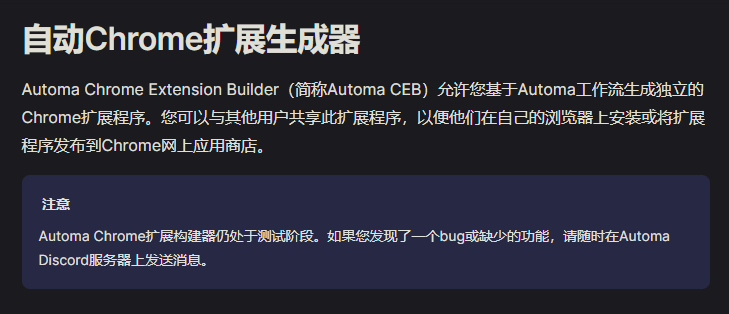 自动Chrome扩展生成器
Automa Chrome Extension Builder（简称Automa CEB）允许您基于Automa工作流生成独立的
Chrome扩展程序。您可以与其他用户共享此扩展程序，以便他们在自己的浏览器上安装或将扩展
程序发布到Chrome网上应用商店。
注意
Automa Chrome扩展构建器仍处于测试阶段。如果您发现了一个bug或缺少的功能，请随时在Automa
Discord服务器上发送消息。